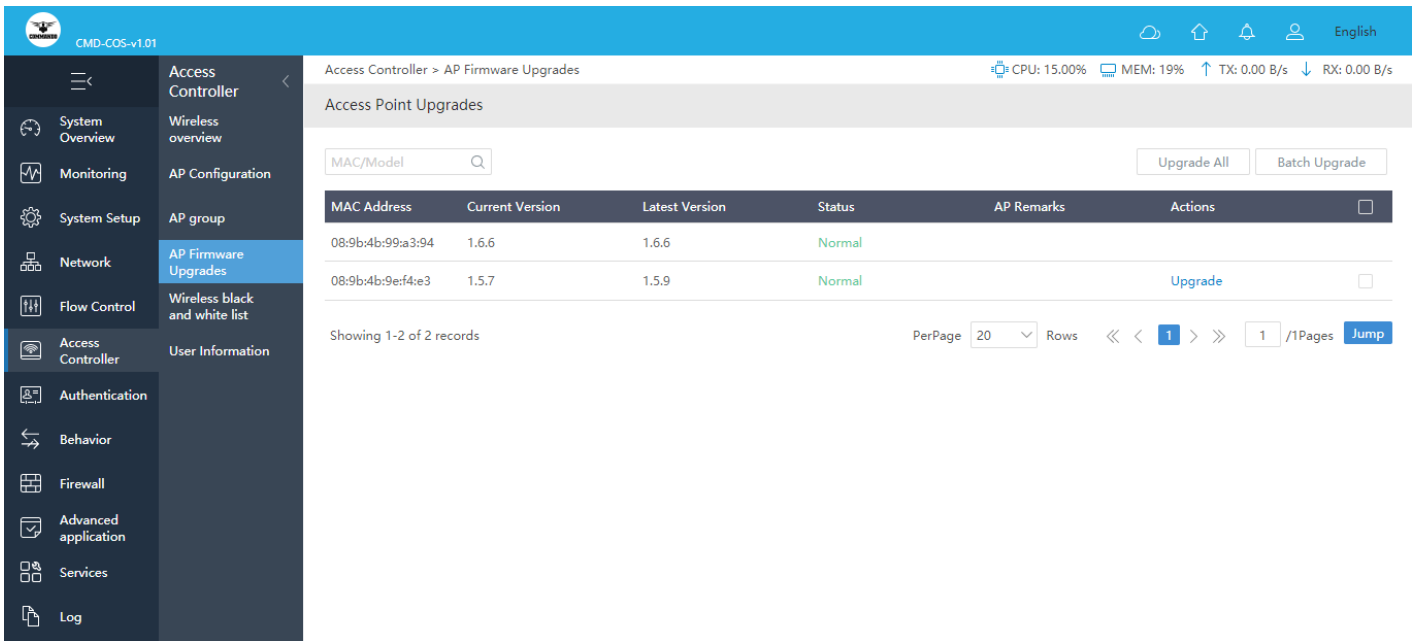 COMMANDO
CMD-COS-v1.01
English
Access
Controller
Access Controller > AP Firmware Upgrades
CPU: 15.00%
MEM: 19%
TX: 0.00 B/s
RX: 0.00 B/s
Access Point Upgrades
System
Overview
Monitoring
System Setup
Network
Flow Control
Access
Controller
Authentication
Behavior
Firewall
Advanced
application
Services
Log
Wireless
overview
AP Configuration
AP group
AP Firmware
Upgrades
Wireless black
and white list
User Information
MAC/Model
Upgrade All
Batch Upgrade
MAC Address Current Version Latest Version Status AP Remarks Actions
08:9b:4b:99:a3:94 1.6.6 1.6.6 Normal
08:9b:4b:9e:f4:e3 1.5.7 1.5.9 Normal Upgrade
Showing 1-2 of 2 records
PerPage 20 Rows « < 1 > » 1 /1Pages Jump